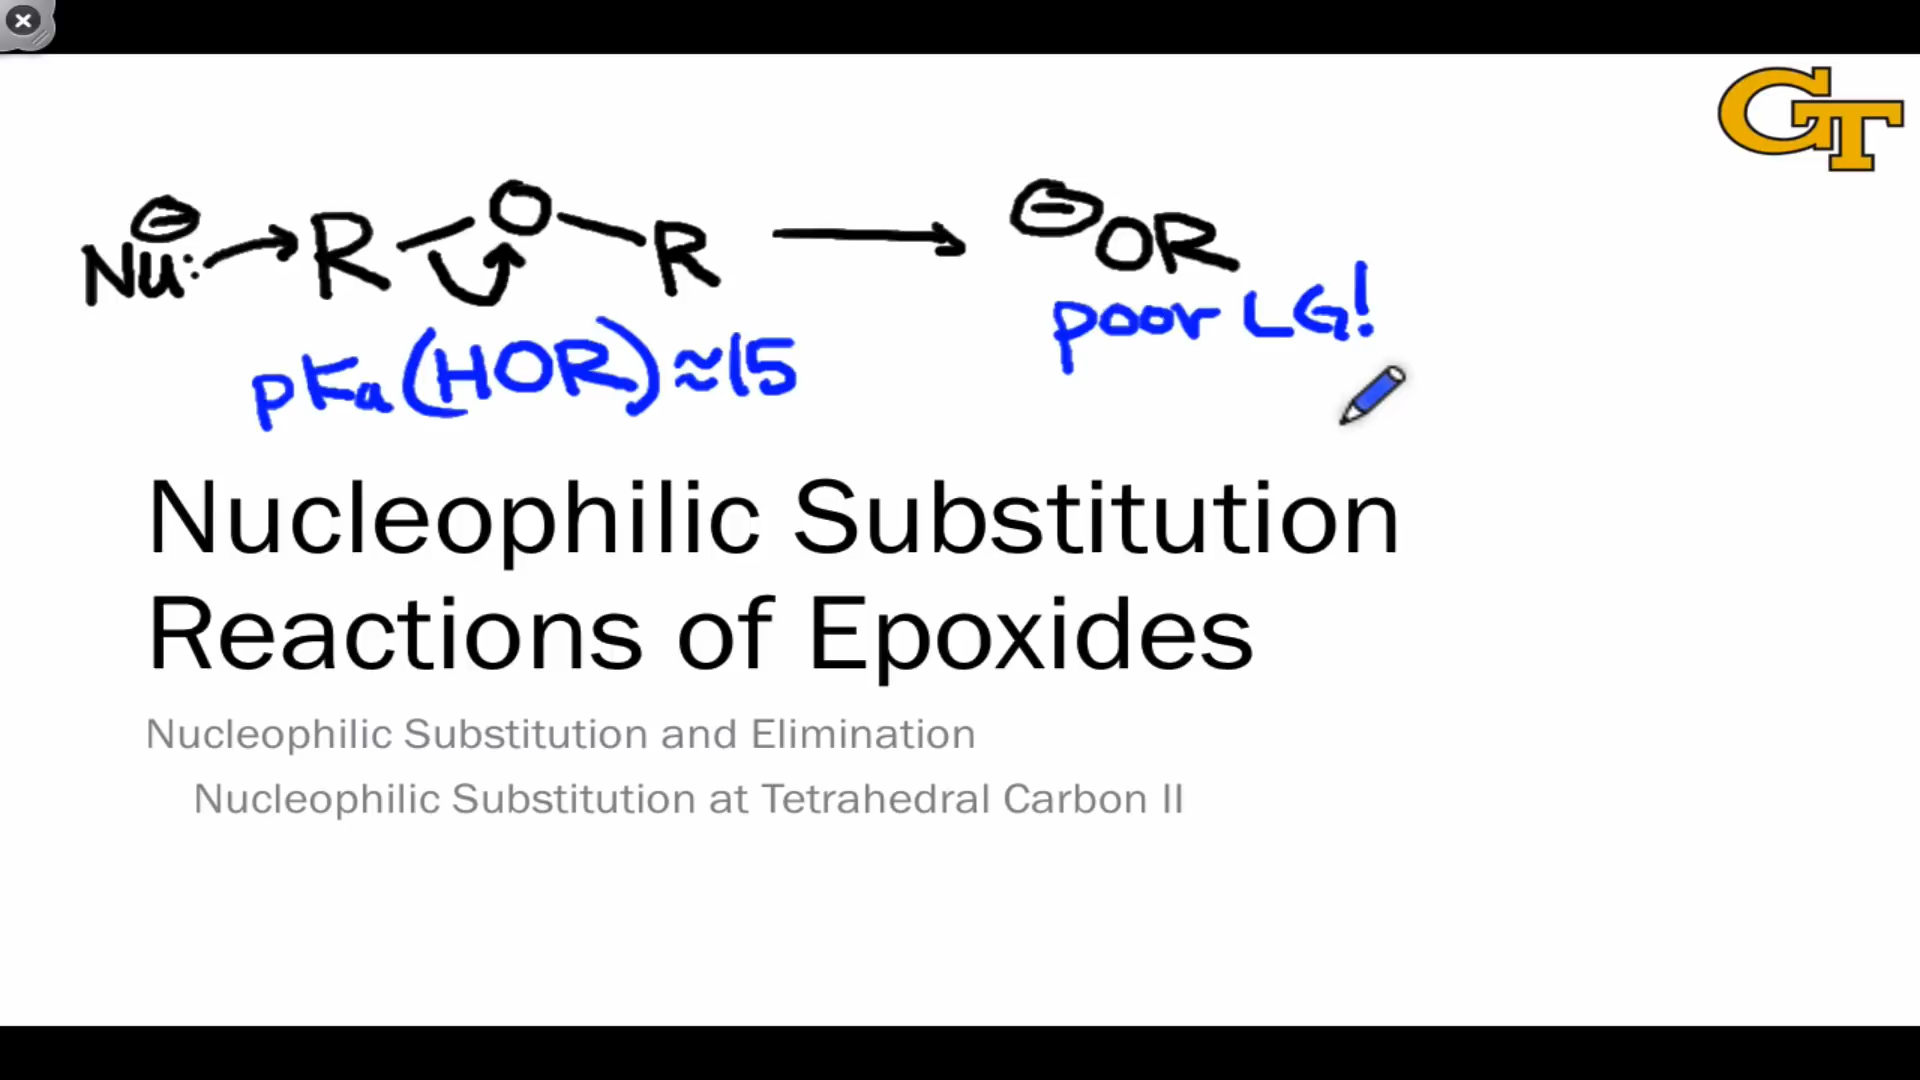 GT
Nu: R O R ⊖OR
poor LG!
pKa (HOR) ≈ 15
Nucleophilic Substitution
Reactions of Epoxides
Nucleophilic Substitution and Elimination
Nucleophilic Substitution at Tetrahedral Carbon II